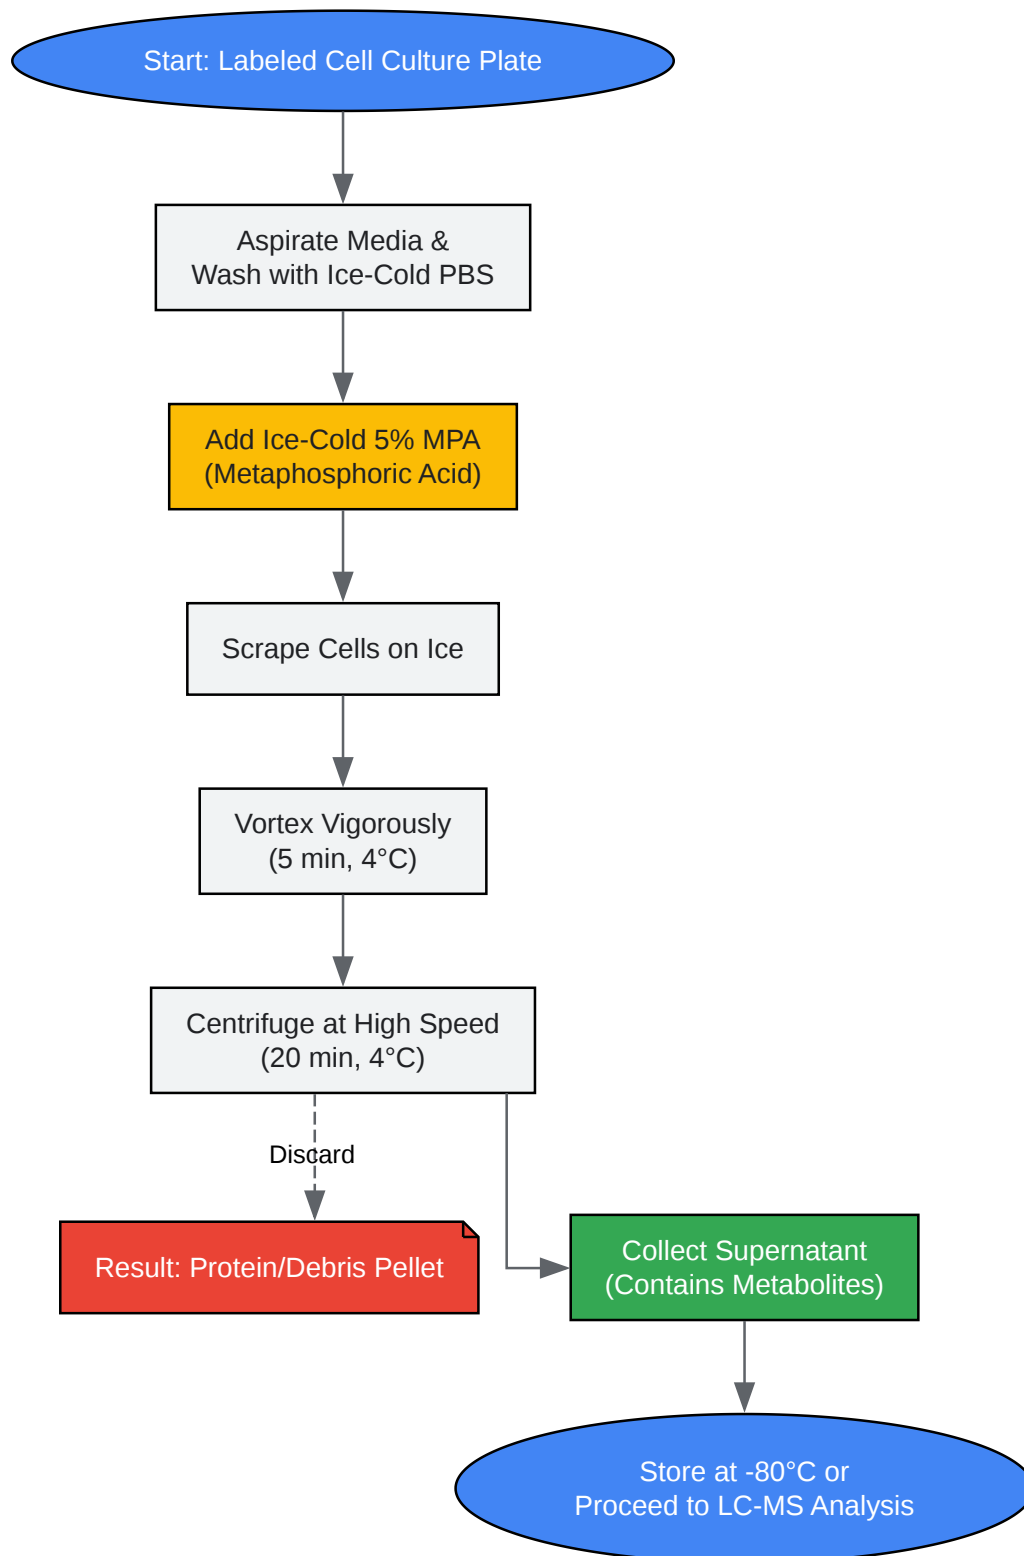 Start: Labeled Cell Culture Plate
Aspirate Media &
Wash with Ice-Cold PBS
Add Ice-Cold 5% MPA
(Metaphosphoric Acid)
Scrape Cells on Ice
Vortex Vigorously
(5 min, 4°C)
Centrifuge at High Speed
(20 min, 4°C)
Discard
Result: Protein/Debris Pellet
Collect Supernatant
(Contains Metabolites)
Store at -80°C or
Proceed to LC-MS Analysis